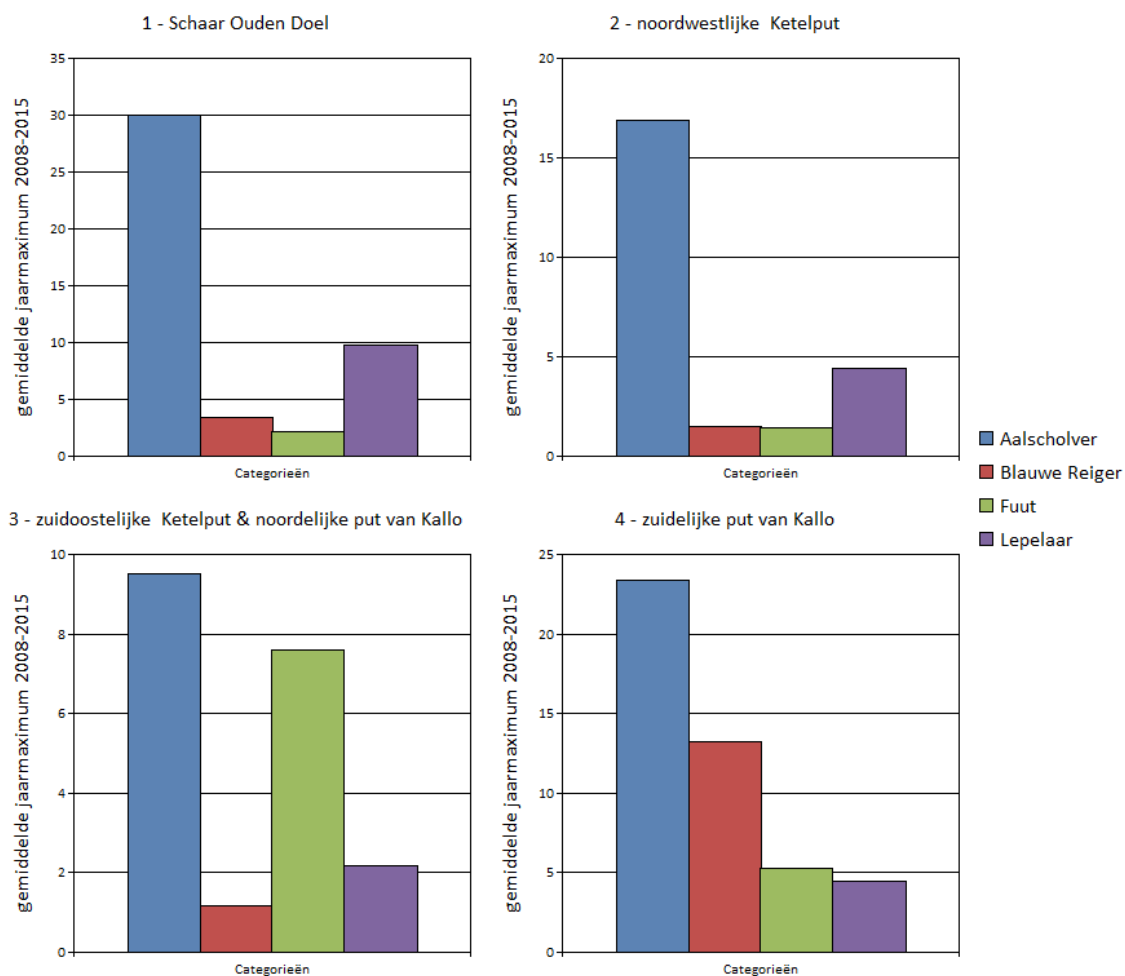 1 - Schaar Ouden Doel
gemiddelde jaarmaximum 2008-2015
35
30
25
20
15
10
5
0
Categorieën
2 - noordwestlijke Ketelput
gemiddelde jaarmaximum 2008-2015
20
15
10
5
0
Categorieën
Aalscholver
Blauwe Reiger
Fuut
Lepelaar
3 - zuidoostelijke Ketelput & noordelijke put van Kallo
gemiddelde jaarmaximum 2008-2015
10
8
6
4
2
0
Categorieën
4 - zuidelijke put van Kallo
gemiddelde jaarmaximum 2008-2015
25
20
15
10
5
0
Categorieën